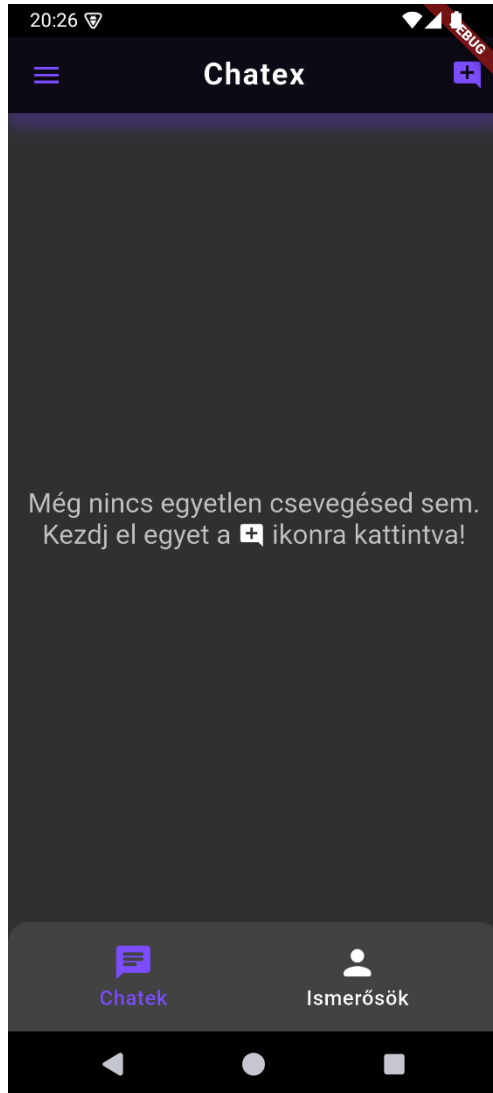 20:26
DEBUG
Chatex
Még nincs egyetlen csevegésed sem.
Kezdj el egyet a ikonra kattintva!
Chatek
Ismerősök